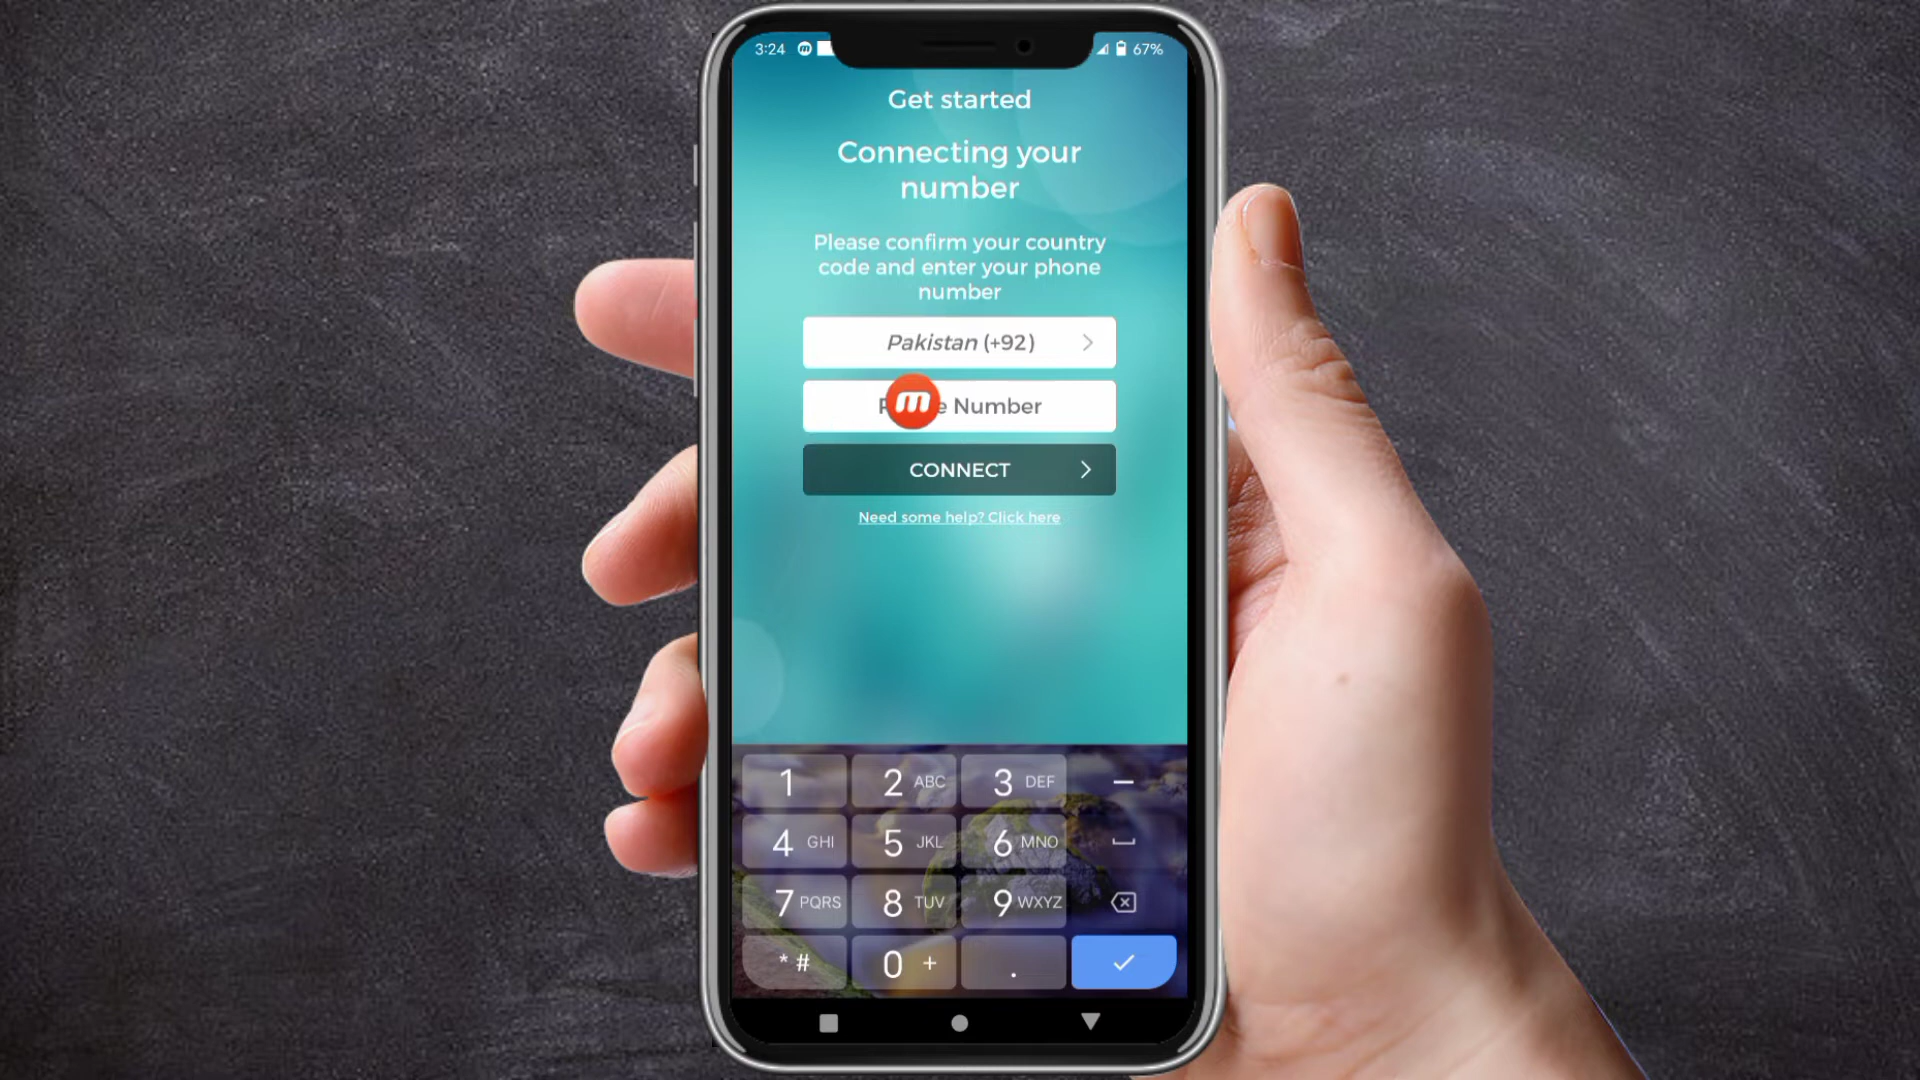 3:24
67%
Get started
Connecting your
number
Please confirm your country
code and enter your phone
number
Pakistan (+92)
m
Number
CONNECT
Need some help? Click here
1
2 ABC
3 DEF
4 GHI
5 JKL
6 MNO
7 PQRS
8 TUV
9 WXYZ
* #
0 +
.